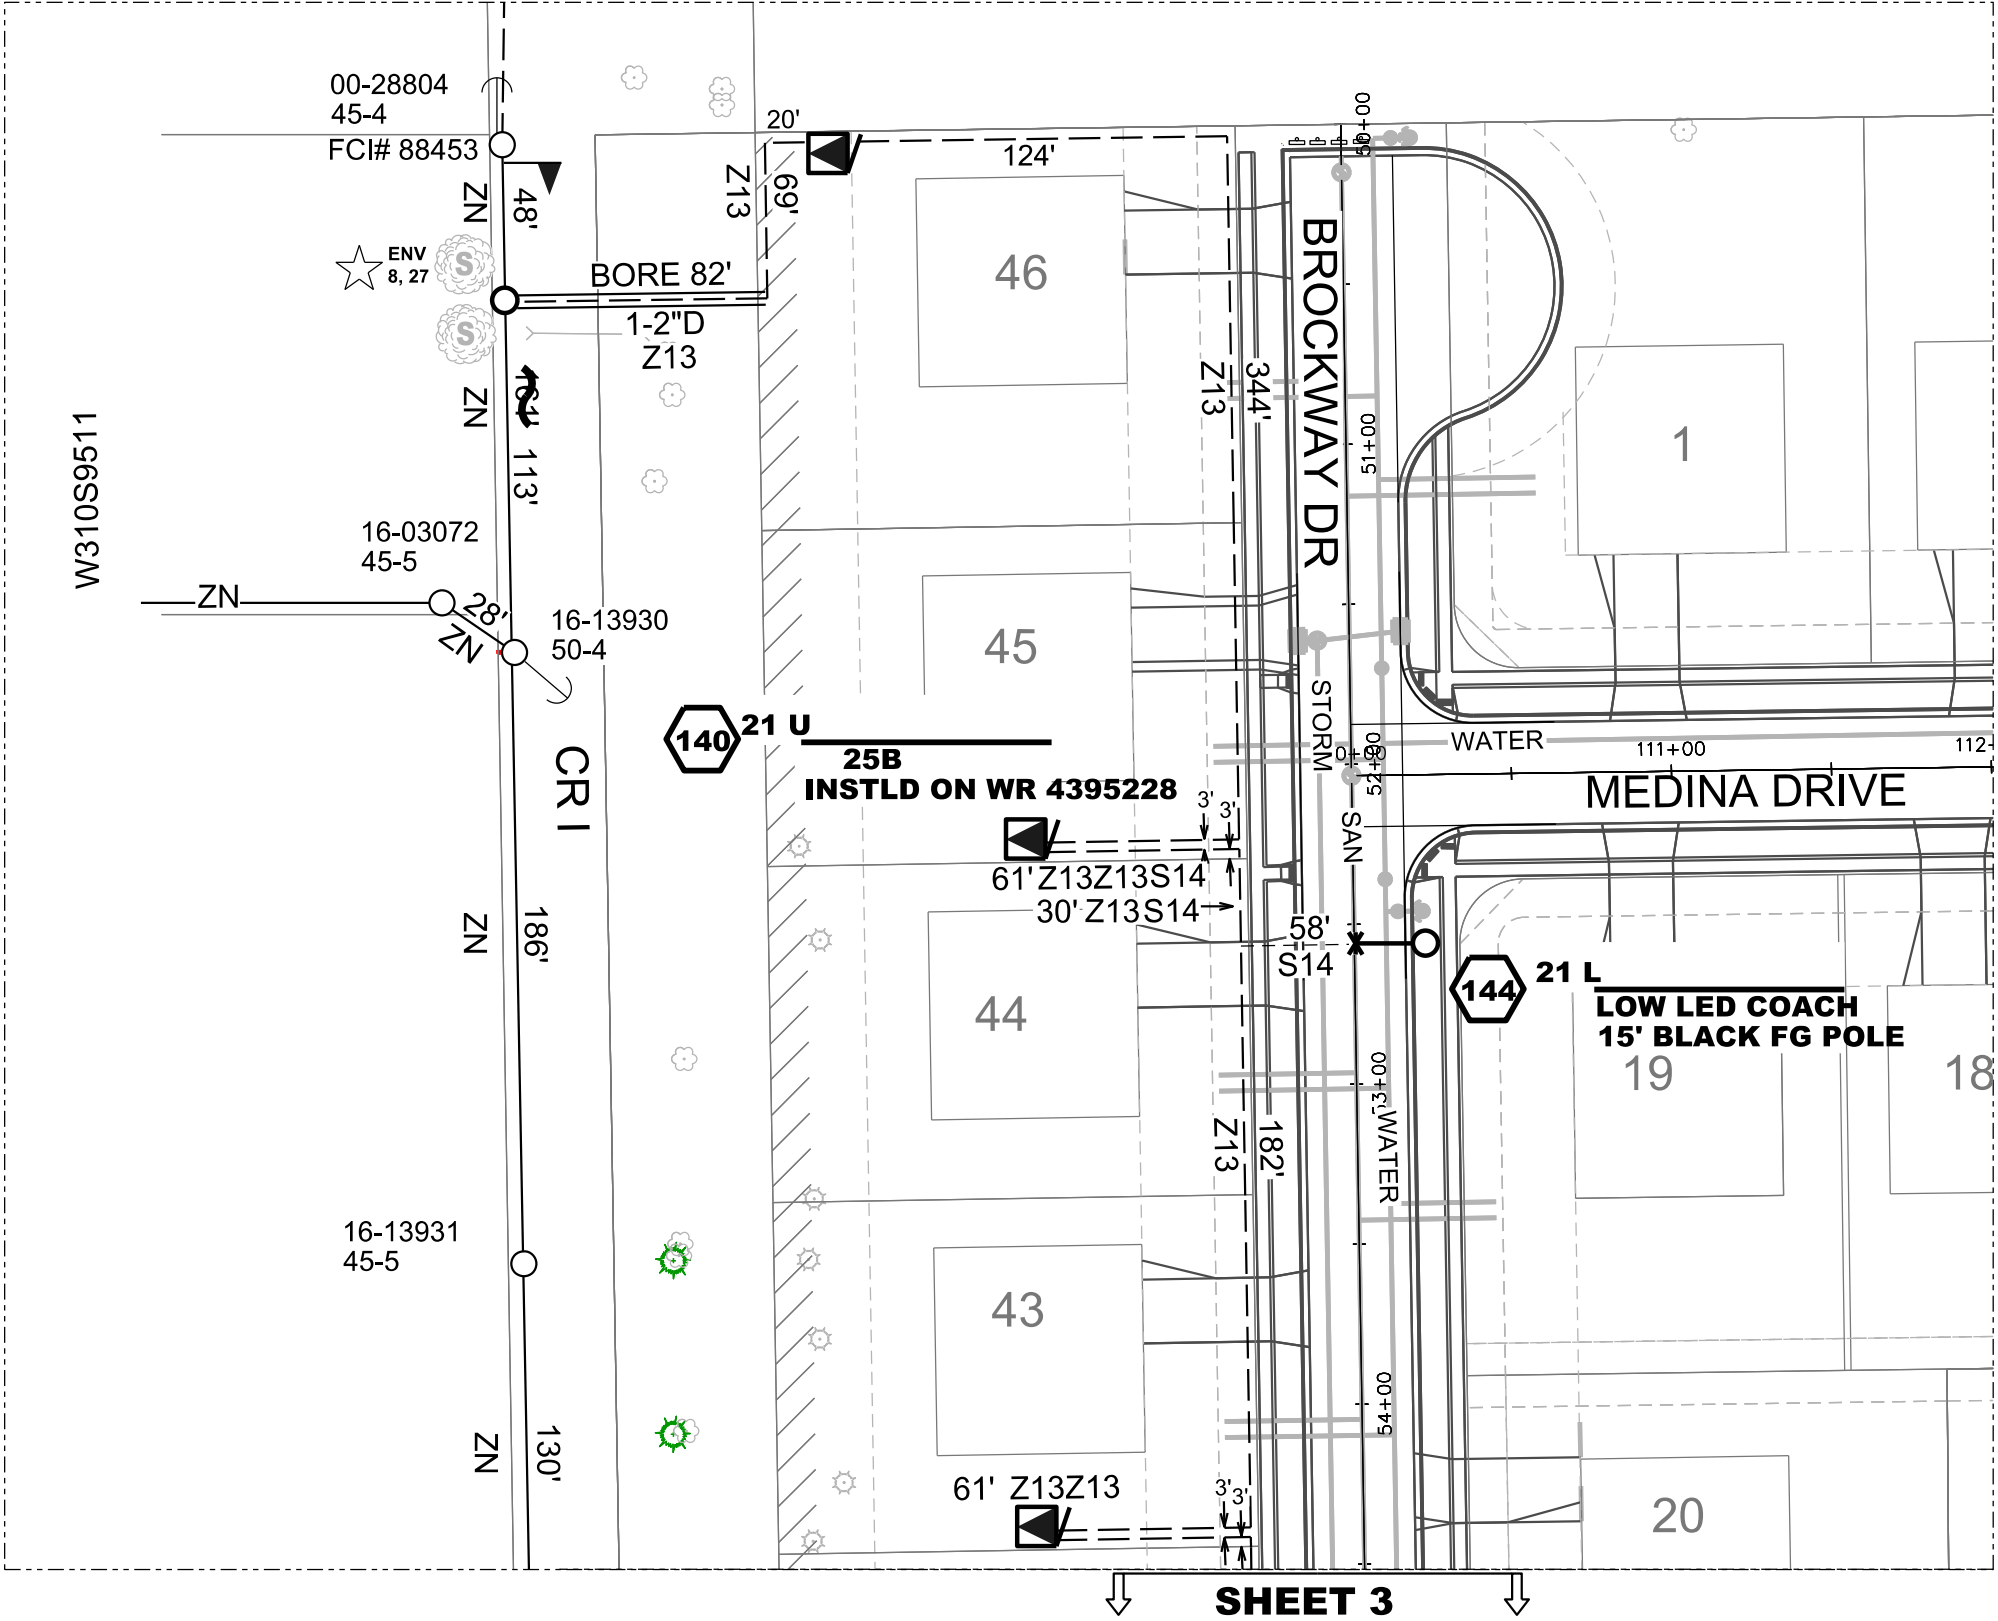 00-28804
45-4
FCI# 88453
20'
124'
Z13
69'
ZN
48'
ENV
8, 27
S
S
BORE 82'
1-2"D
Z13
ZN
113'
W310S9511
46
BROCKWAY DR
Z13
344'
50+00
51+00
1
16-03072
45-5
ZN
28'
ZN
16-13930
50-4
CR I
45
140
21 U
25B
INSTLD ON WR 4395228
STORM
WATER
111+00
112-
52+00
MEDINA DRIVE
SAN
3'
3'
61' Z13Z13S14
30' Z13S14
58'
S14
144
21 L
LOW LED COACH
15' BLACK FG POLE
ZN
186'
44
19
18
53+00
WATER
Z13
182'
16-13931
45-5
43
ZN
130'
54+00
61' Z13Z13
3'
3'
20
SHEET 3